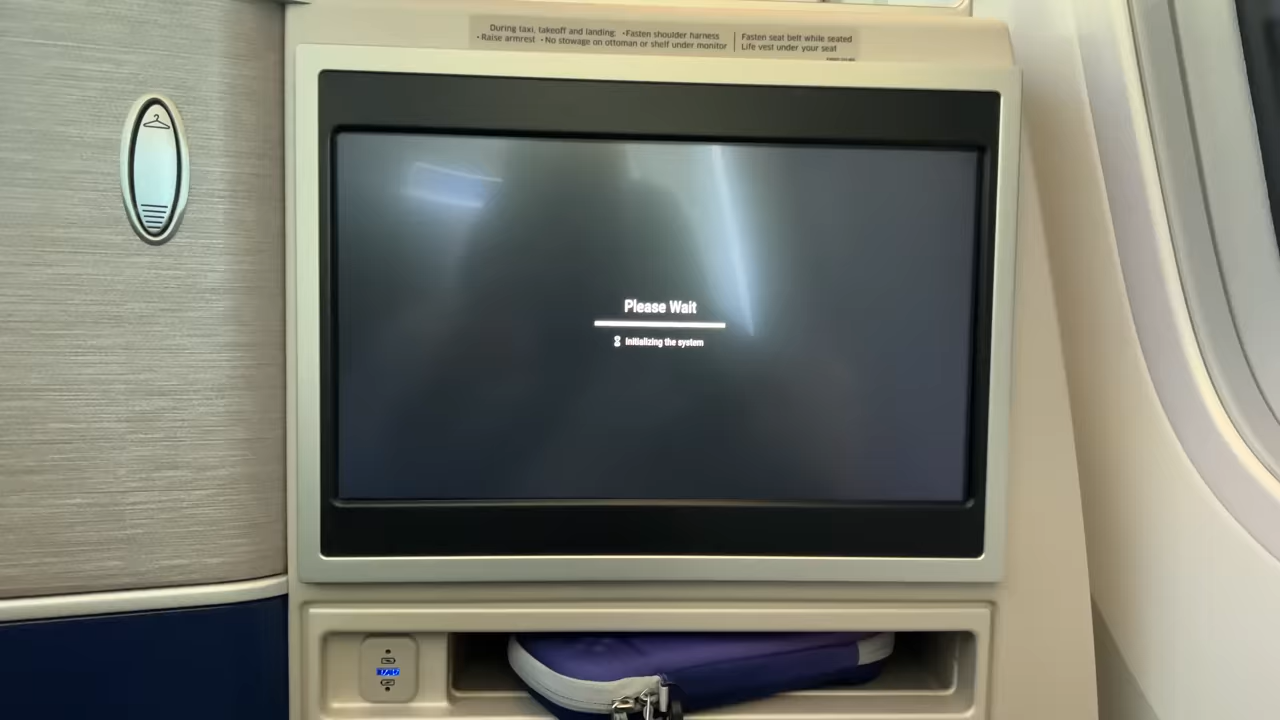 During taxi, takeoff and landing: •Fasten shoulder harness
• Raise armrest • No stowage on ottoman or shelf under monitor
Fasten seat belt while seated
Life vest under your seat
Please Wait
Initializing the system